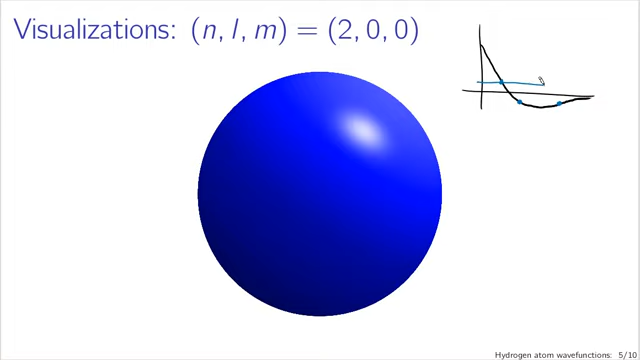 Visualizations: (n, l, m) = (2, 0, 0)
Hydrogen atom wavefunctions: 5/10